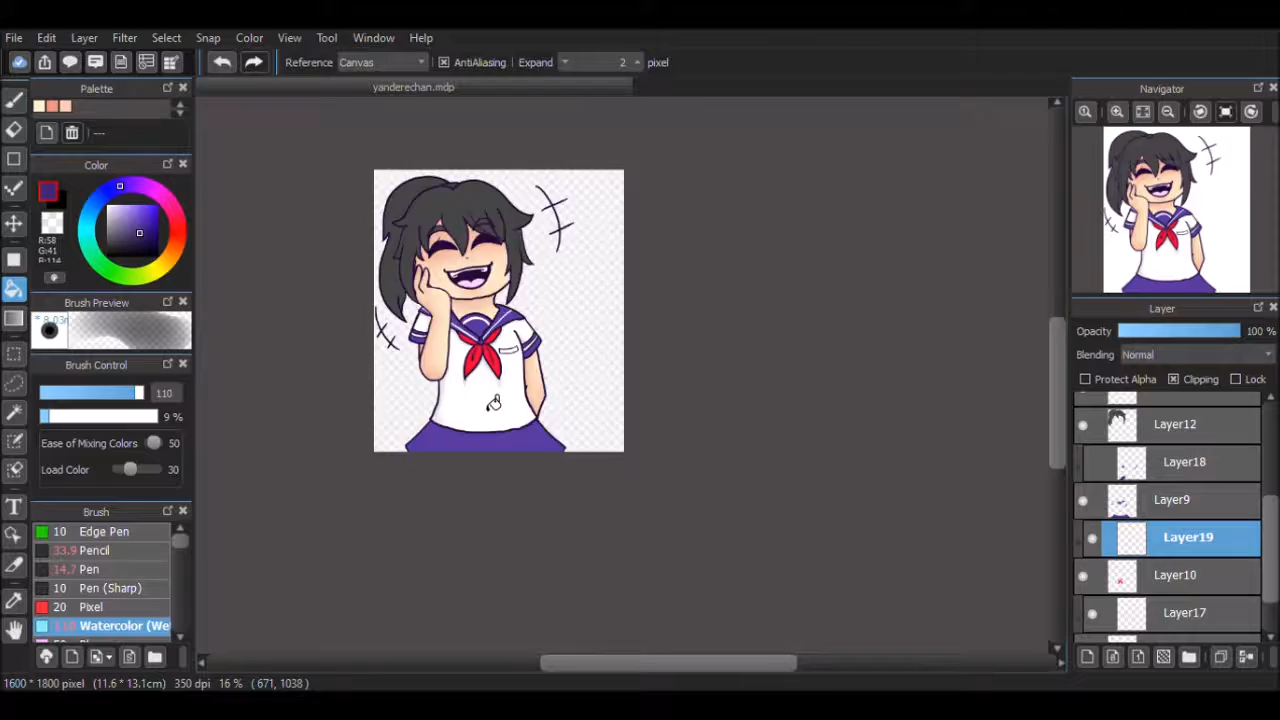 File Edit Layer Filter Select Snap Color View Tool Window Help
Reference Canvas AntiAliasing Expand 2 pixel
yanderechan.mdp
Palette
---
Color
R:58
G:41
B:114
Brush Preview
Brush Control
110
9 %
Ease of Mixing Colors 50
Load Color 30
Brush
10 Edge Pen
33.9 Pencil
14.7 Pen
10 Pen (Sharp)
20 Pixel
Watercolor (We
Navigator
Layer
Opacity 100 %
Blending Normal
Protect Alpha Clipping Lock
Layer12
Layer18
Layer9
Layer19
Layer10
Layer17
1600 * 1800 pixel (11.6 * 13.1cm) 350 dpi 16 % ( 671, 1038 )